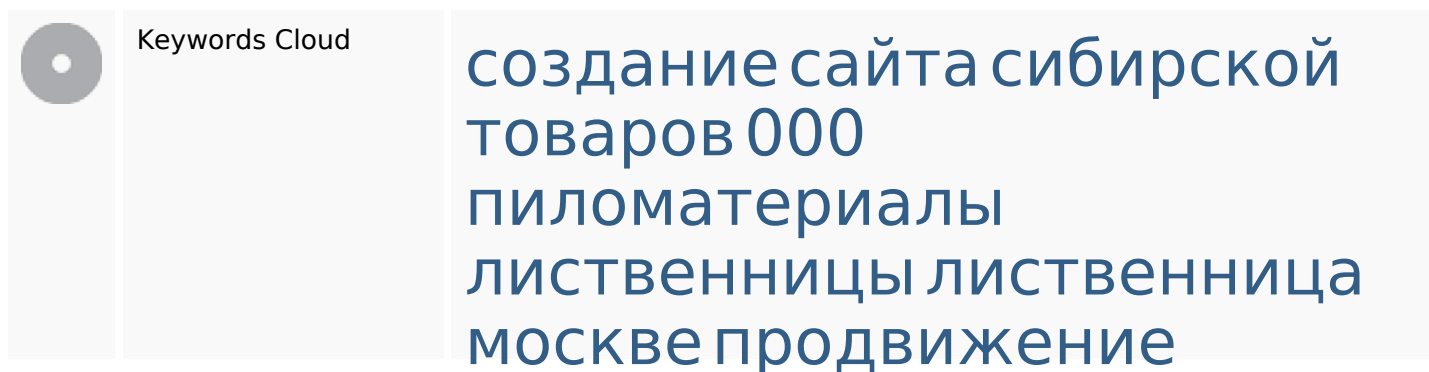 Keywords Cloud
создание сайта сибирской
товаров 000
пиломатериалы
лиственницы лиственница
москве продвижение